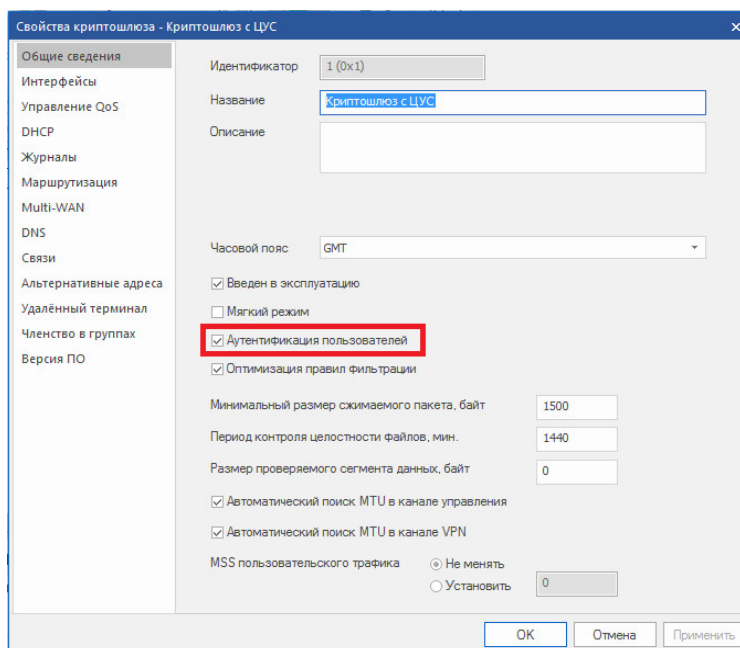 Свойства криптошлюза - Криптошлюз с ЦУС
Общие сведения
Интерфейсы
Управление QoS
DHCP
Журналы
Маршрутизация
Multi-WAN
DNS
Связи
Альтернативные адреса
Удалённый терминал
Членство в группах
Версия ПО
Идентификатор 1 (0x1)
Название Криптошлюз с ЦУС
Описание
Часовой пояс GMT
Введен в эксплуатацию
Мягкий режим
Аутентификация пользователей
Оптимизация правил фильтрации
Минимальный размер сжимаемого пакета, байт 1500
Период контроля целостности файлов, мин. 1440
Размер проверяемого сегмента данных, байт 0
Автоматический поиск MTU в канале управления
Автоматический поиск MTU в канале VPN
MSS пользовательского трафика Не менять
Установить 0
OK Отмена Применить